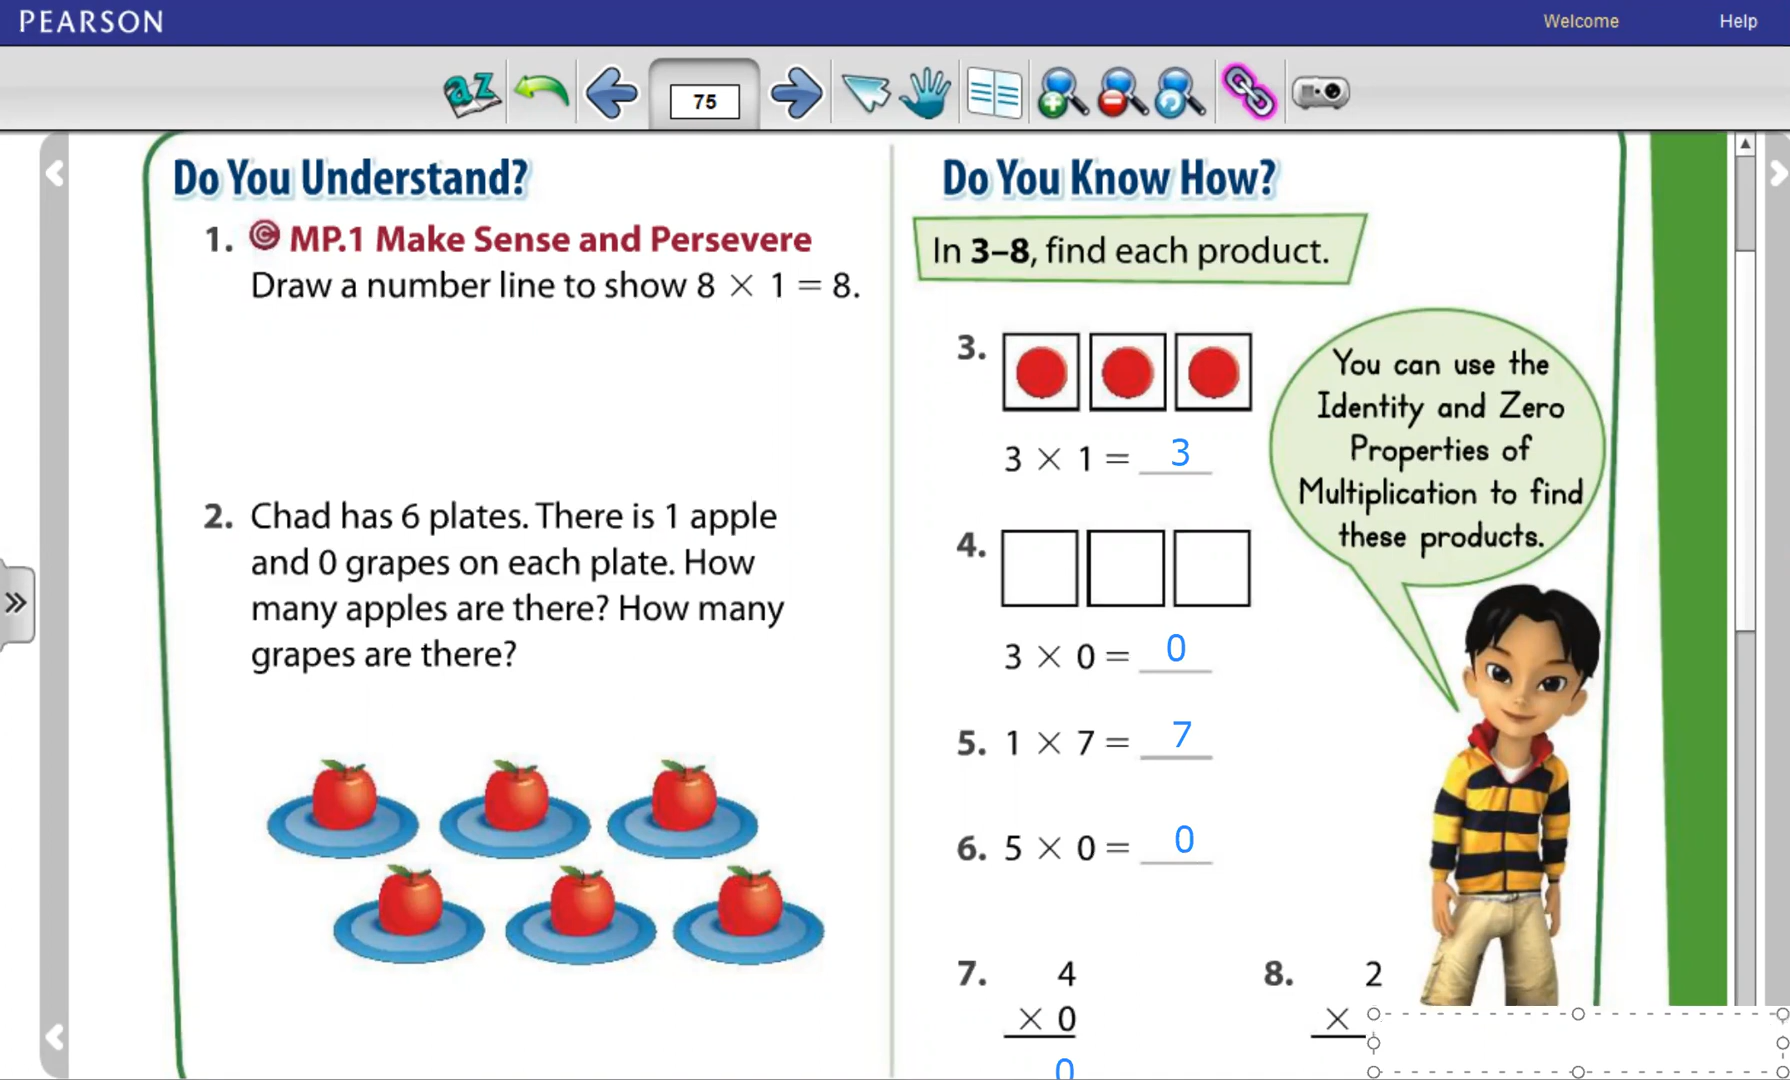 PEARSON
Welcome
Help
aZ
75
Do You Understand?
1. MP.1 Make Sense and Persevere
Draw a number line to show 8 × 1 = 8.
2. Chad has 6 plates. There is 1 apple
and 0 grapes on each plate. How
many apples are there? How many
grapes are there?
Do You Know How?
In 3–8, find each product.
3.
3 × 1 = 3
4.
3 × 0 = 0
5. 1 × 7 = 7
6. 5 × 0 = 0
7. 4
× 0
0
8. 2
×
You can use the
Identity and Zero
Properties of
Multiplication to find
these products.